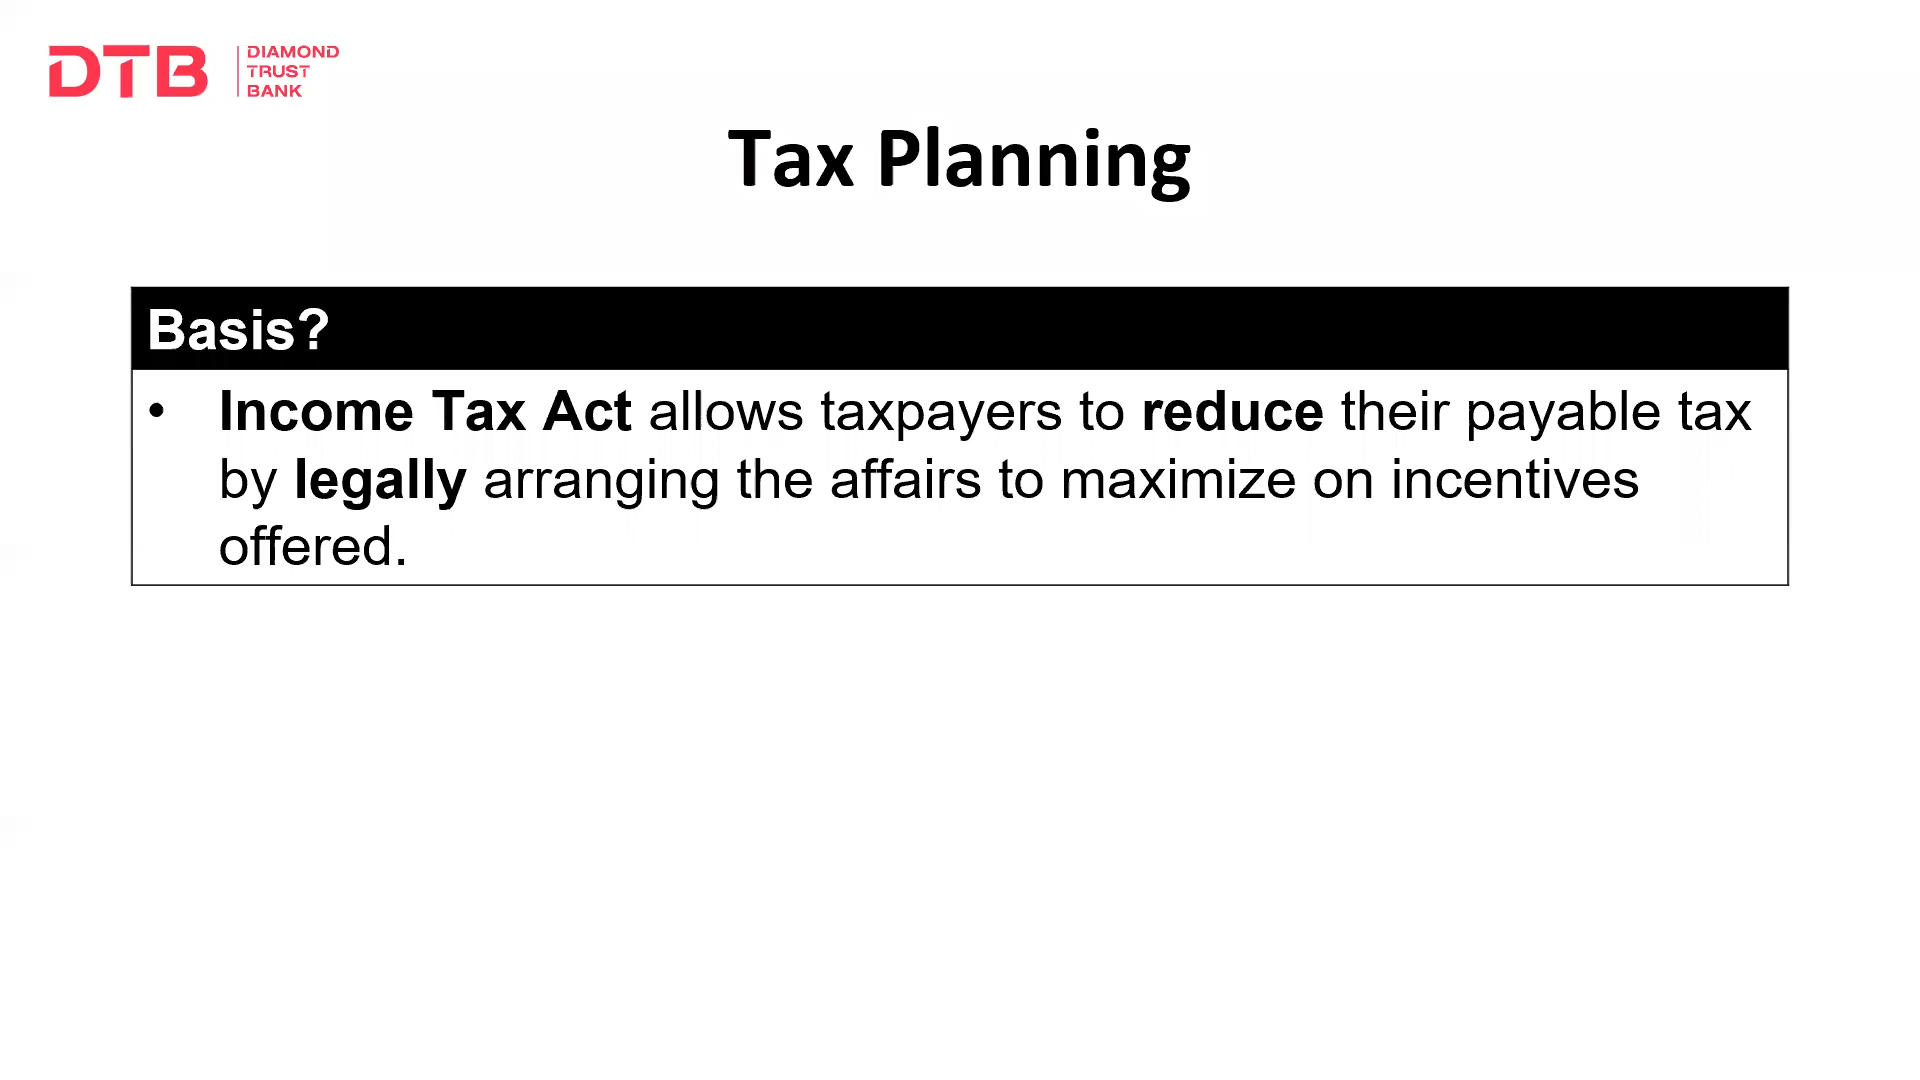 DTB
DIAMOND
TRUST
BANK
Tax Planning
Basis?
• Income Tax Act allows taxpayers to reduce their payable tax
by legally arranging the affairs to maximize on incentives
offered.